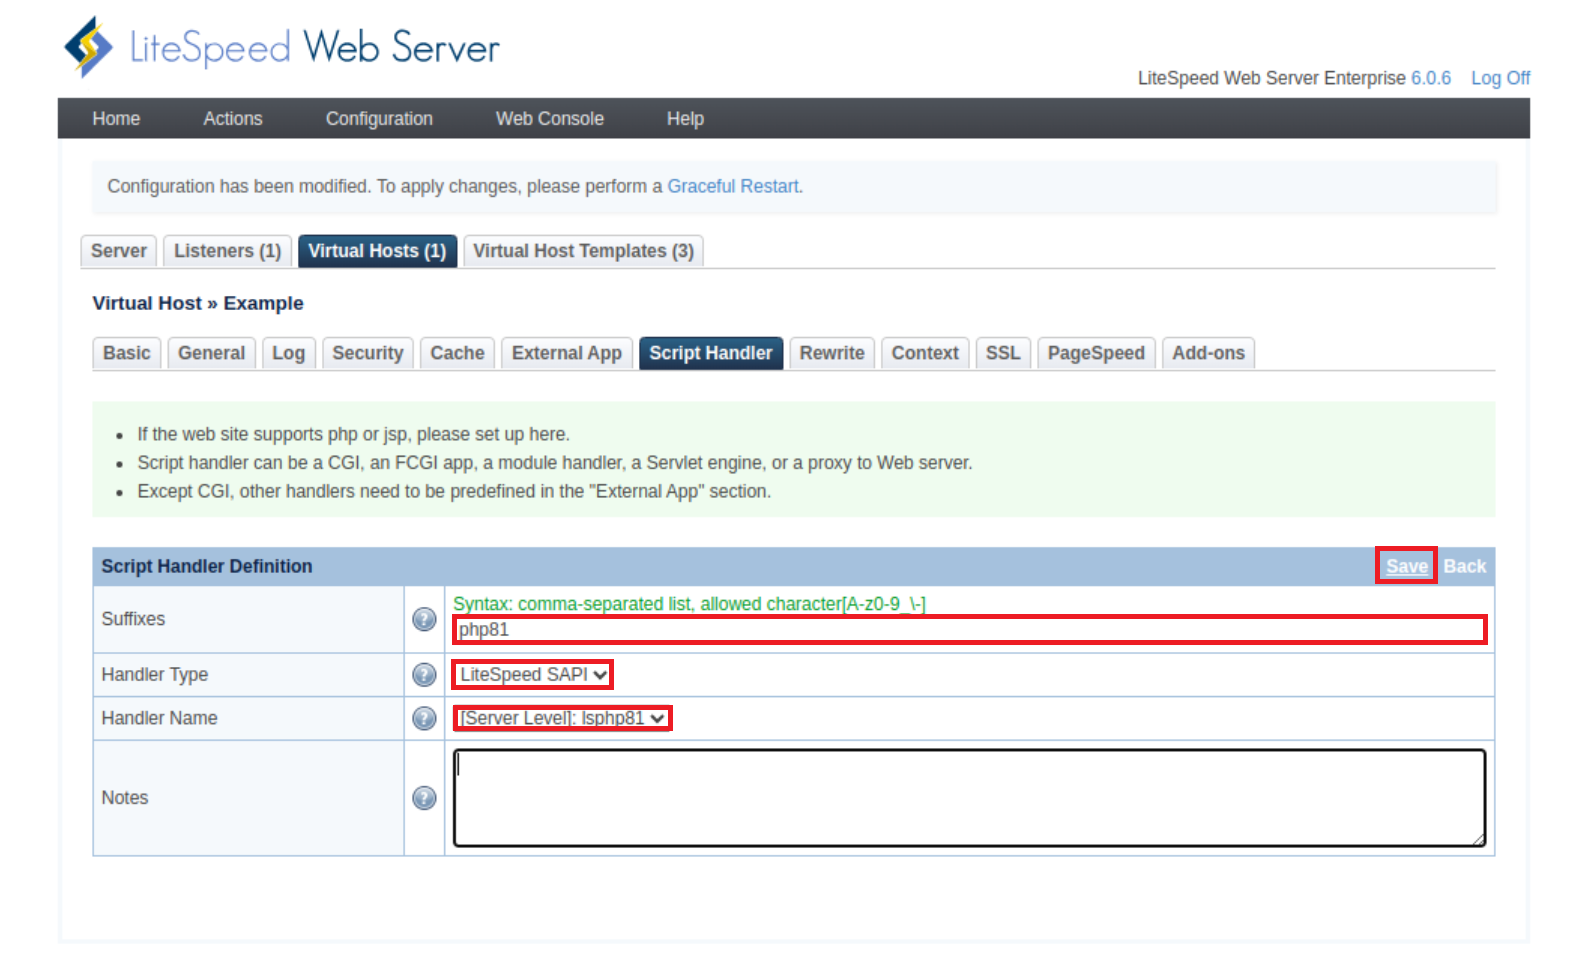 LiteSpeed Web Server
LiteSpeed Web Server Enterprise 6.0.6 Log Off
Home Actions Configuration Web Console Help
Configuration has been modified. To apply changes, please perform a Graceful Restart.
Server Listeners (1) Virtual Hosts (1) Virtual Host Templates (3)
Virtual Host » Example
Basic General Log Security Cache External App Script Handler Rewrite Context SSL PageSpeed Add-ons
• If the web site supports php or jsp, please set up here.
• Script handler can be a CGI, an FCGI app, a module handler, a Servlet engine, or a proxy to Web server.
• Except CGI, other handlers need to be predefined in the "External App" section.
Script Handler Definition Save Back
Syntax: comma-separated list, allowed character[A-z0-9_\-]
Suffixes ? php81
Handler Type ? LiteSpeed SAPI
Handler Name ? [Server Level]: lsphp81
Notes ?